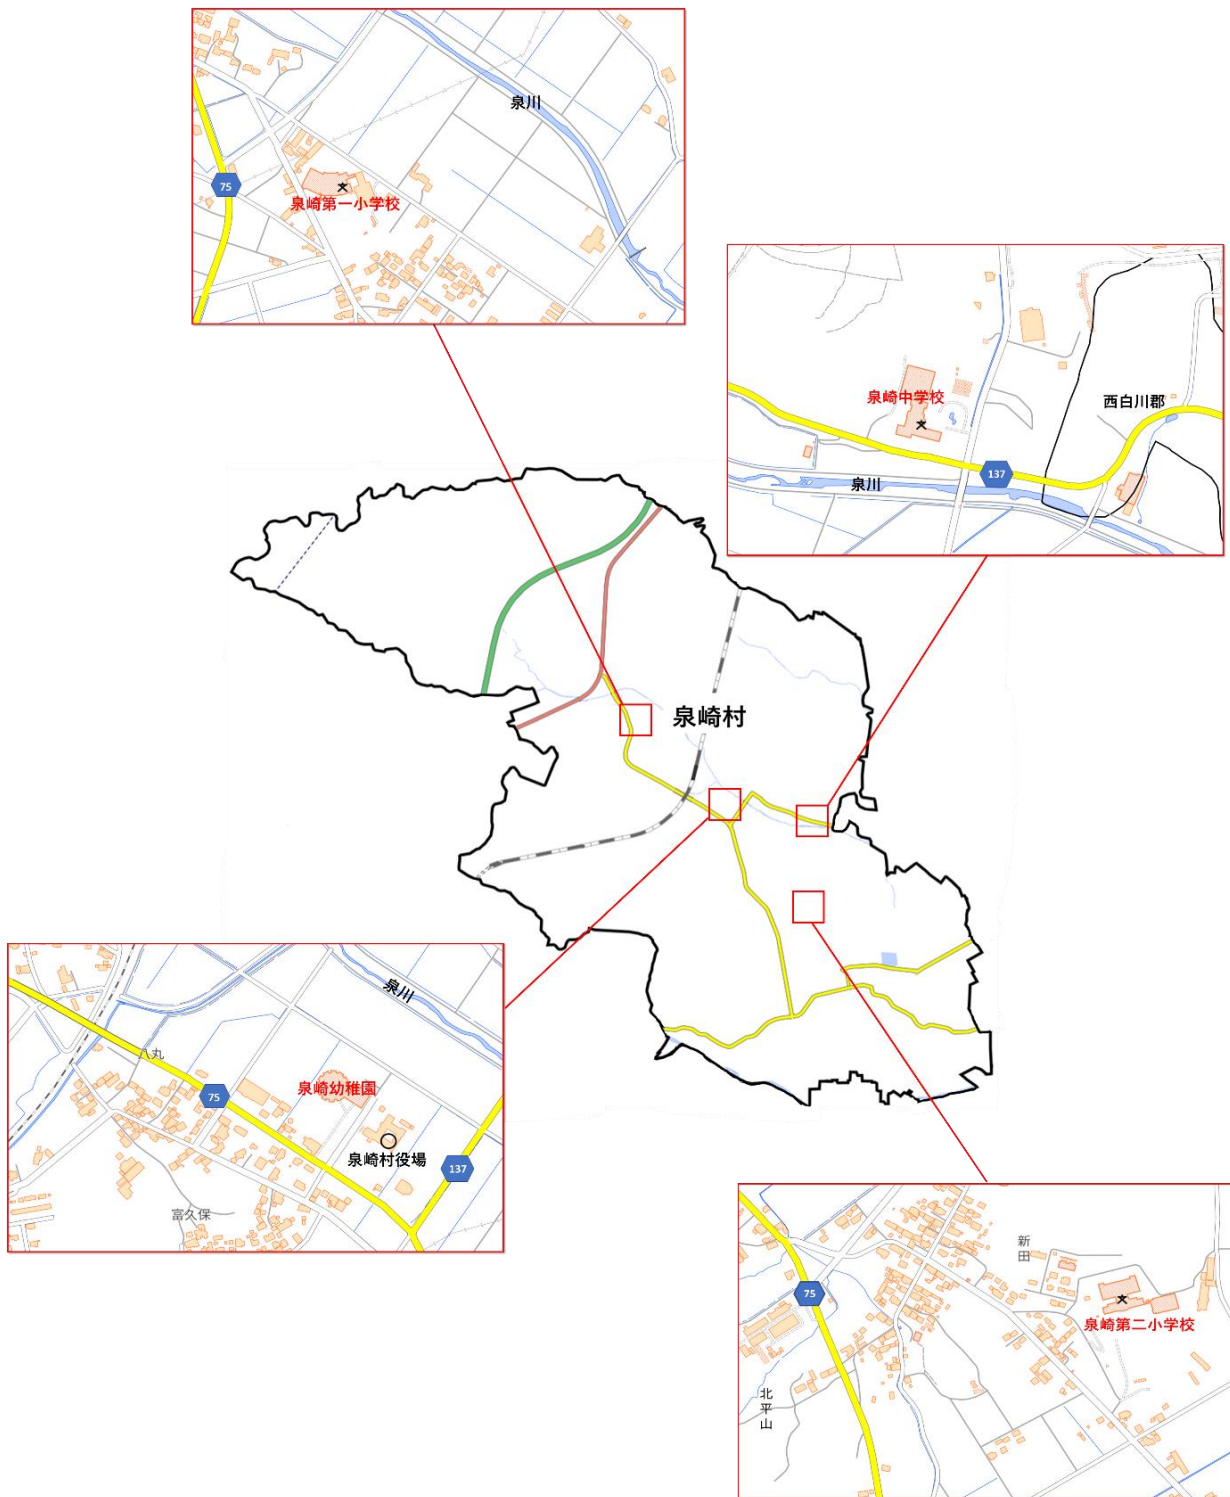 泉川
75
泉崎第一小学校
泉崎中学校
西白川郡
137
泉川
泉崎村
泉川
八丸
75
泉崎幼稚園
泉崎村役場
137
富久保
新田
75
泉崎第二小学校
北平山